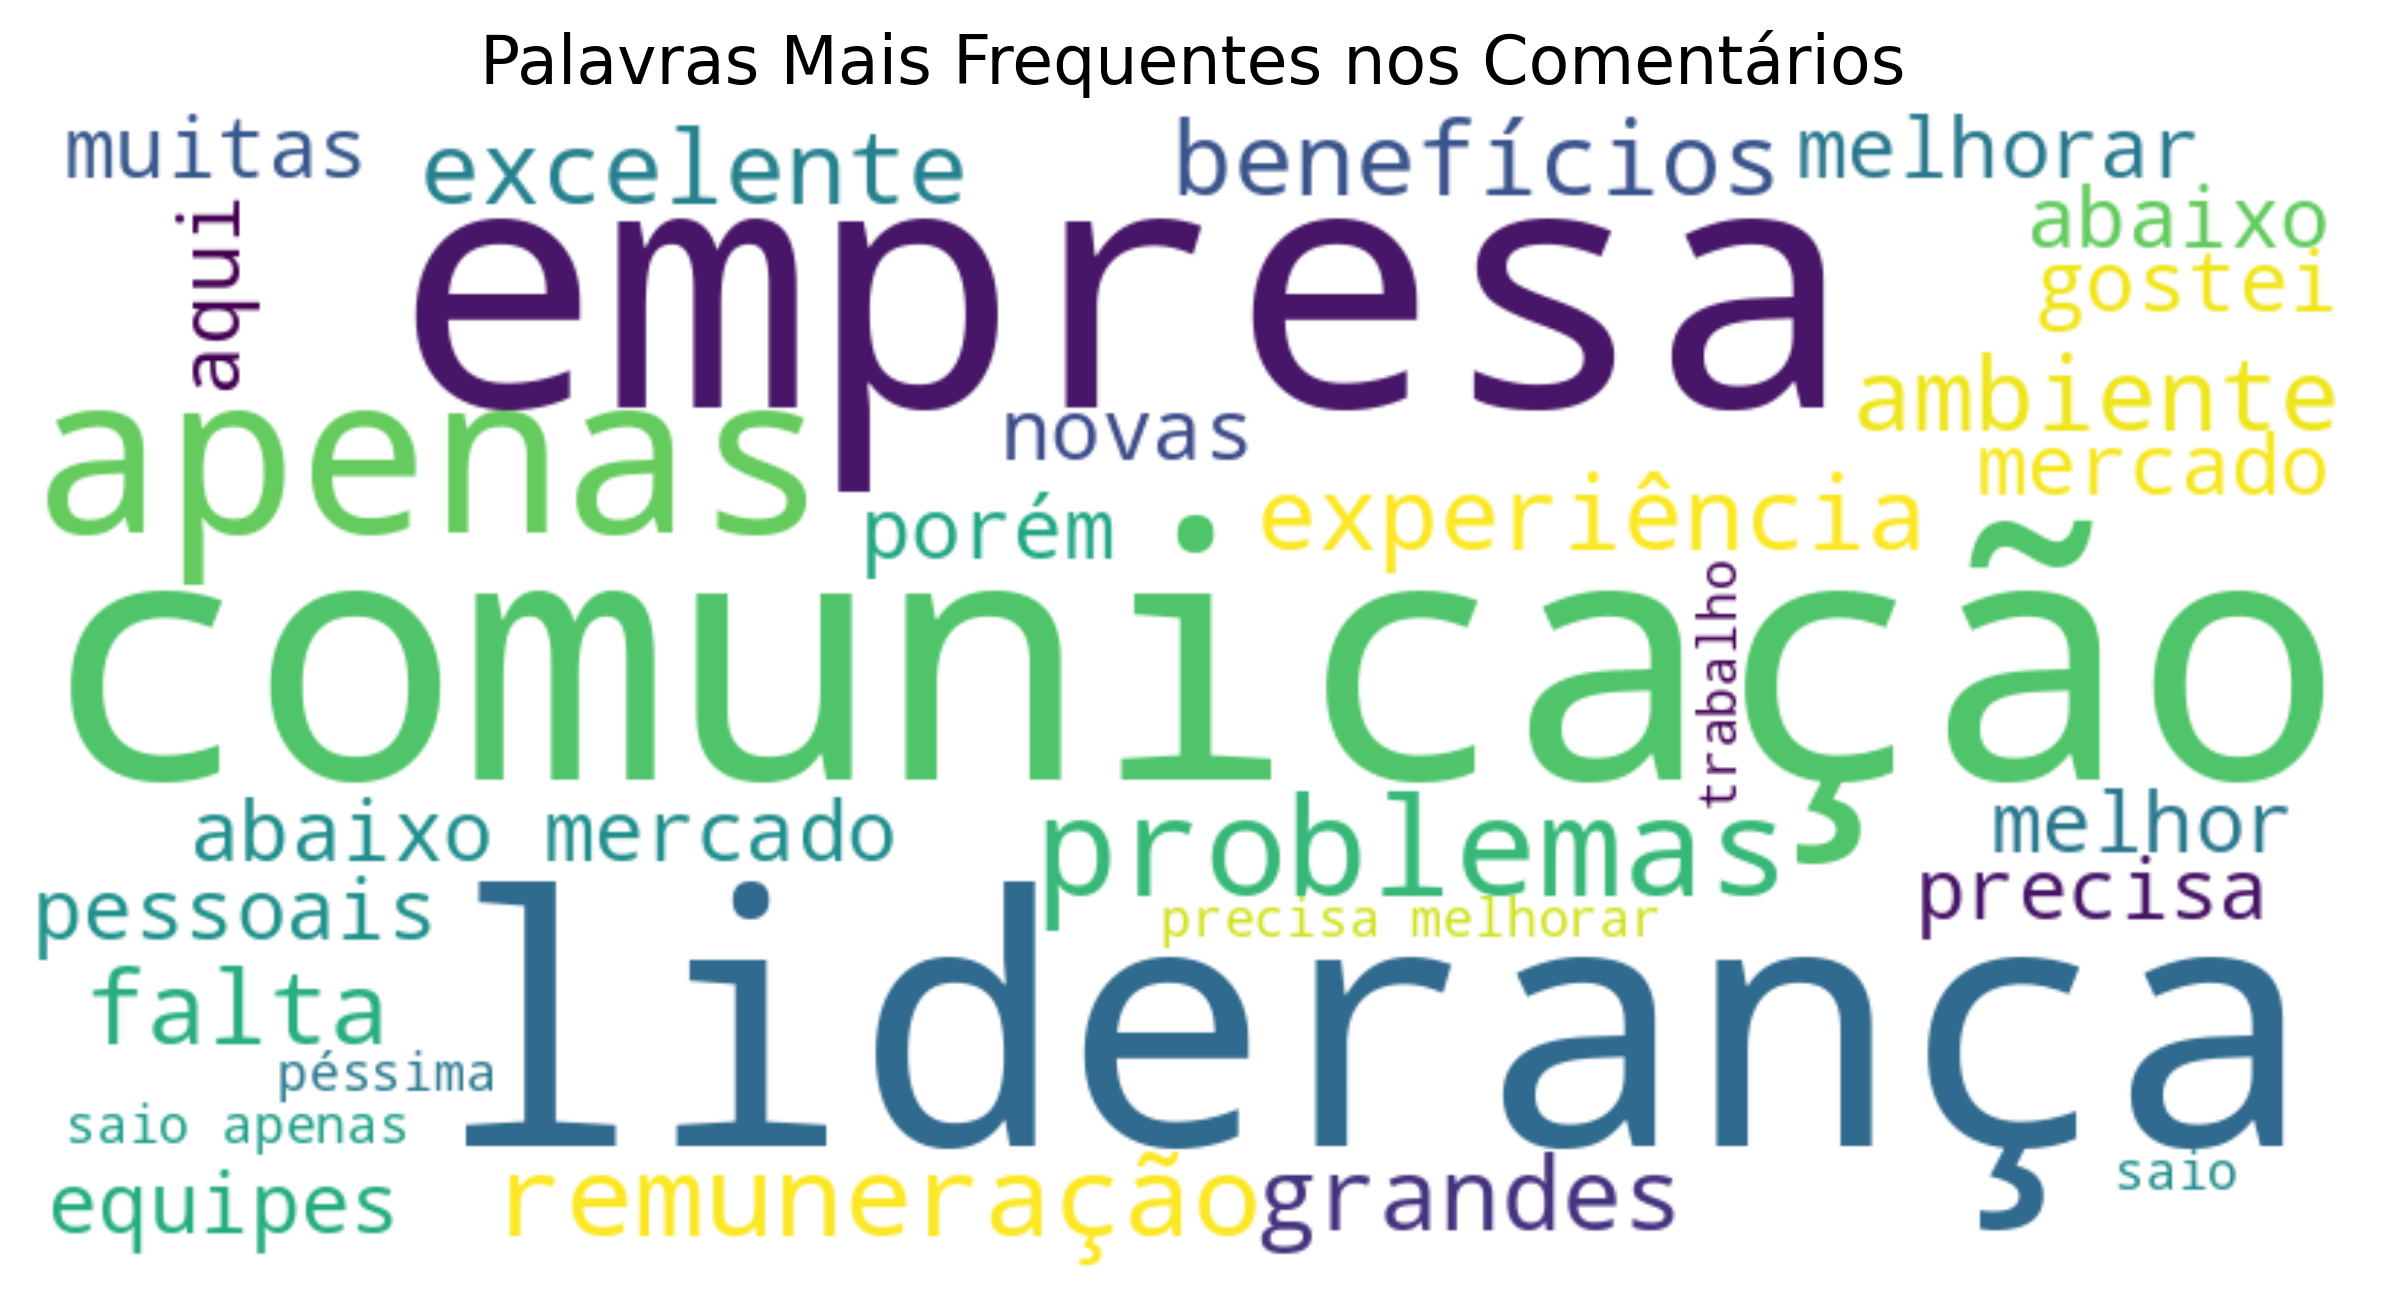 Palavras Mais Frequentes nos Comentários
muitas
excelente
benefícios
melhorar
aqui
empresa
abaixo
gostei
apenas
novas
ambiente
mercado
porém
experiência
comunicação
trabalho
abaixo mercado
problemas
melhor
pessoais
precisa melhorar
precisa
falta
liderança
péssima
saio apenas
equipes
remuneração
grandes
saio